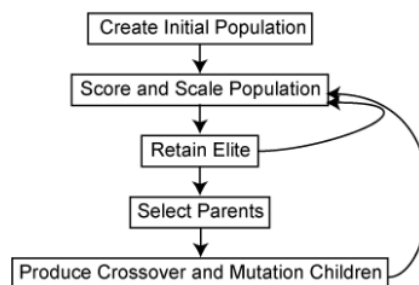 Create Initial Population
Score and Scale Population
Retain Elite
Select Parents
Produce Crossover and Mutation Children